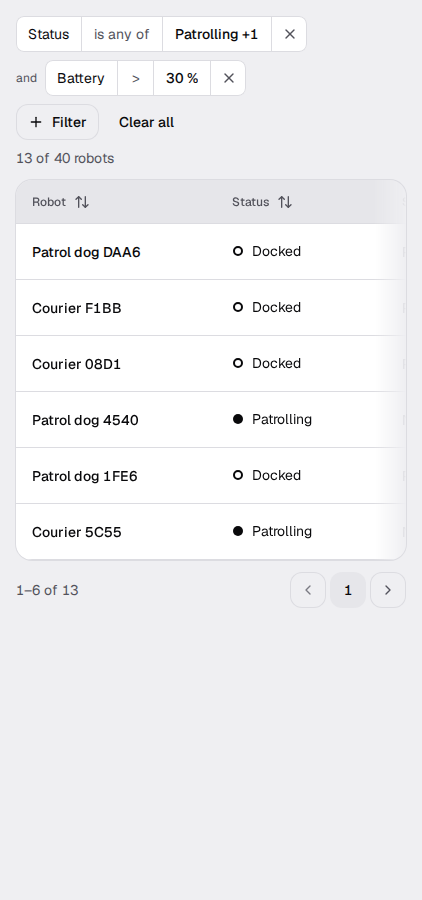 Status is any of Patrolling +1
and Battery > 30 %
Filter Clear all
13 of 40 robots
Robot Status
Patrol dog DAA6 Docked
Courier F1BB Docked
Courier 08D1 Docked
Patrol dog 4540 Patrolling
Patrol dog 1FE6 Docked
Courier 5C55 Patrolling
1–6 of 13 1